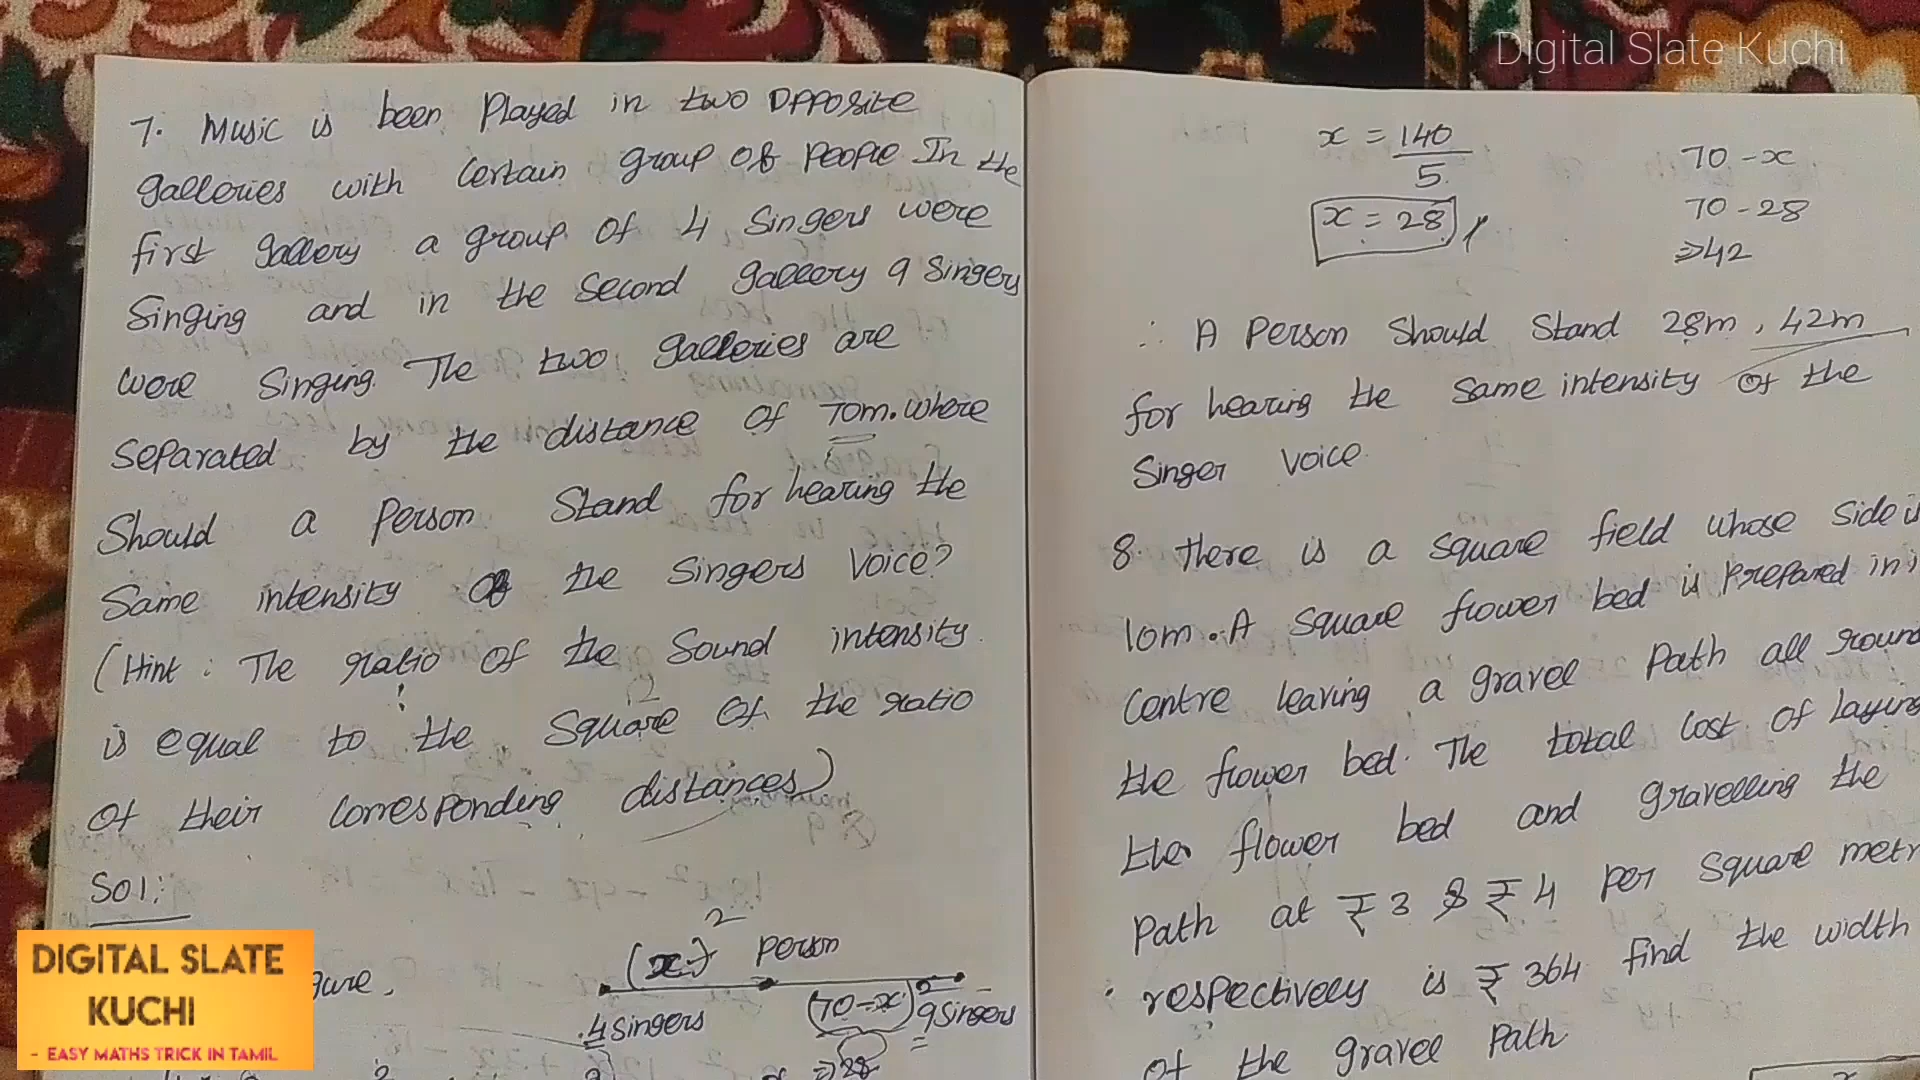 Digital Slate Kuchi
7. Music is been Played in two Opposite
galleries with Certain group of People In the
first gallery a group of 4 Singers were
Singing and in the Second gallery 9 Singers
were Singing. The two galleries are
Separated by the distance of 70m. where
Should a Person Stand for hearing the
Same intensity of the Singers Voice?
(Hint : The ratio of the Sound intensity
is equal to the Square of the ratio
2
of their Corresponding distances)
Sol:
(x)² Person
4 Singers (70-x)² 9 Singers
⇒28
x = 140/5
x = 28
70 - x
70 - 28
⇒42
∴ A Person Should Stand 28m, 42m
for hearing the Same intensity of the
Singer Voice.
8. There is a Square field whose Side is
10m. A Square flower bed is Prepared in
Centre leaving a gravel Path all round
the flower bed. The total Cost of Laying
the flower bed and gravelling the
Path at ₹3 & ₹4 Per Square metr
respectively is ₹364 find the width
of the gravel Path
x
DIGITAL SLATE
KUCHI
- EASY MATHS TRICK IN TAMIL